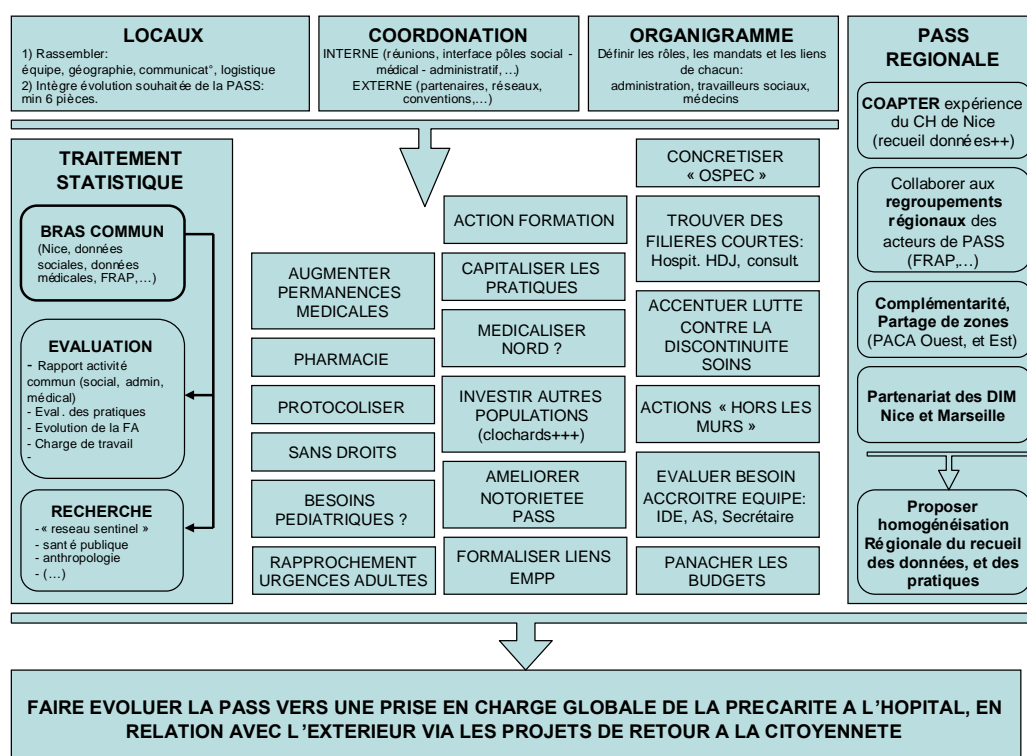 LOCAUX
1) Rassembler:
équipe, géographie, communicat°, logistique
2) Intègre évolution souhaitée de la PASS:
min 6 pièces.
COORDONATION
INTERNE (réunions, interface pôles social -
médical - administratif, ...)
EXTERNE (partenaires, réseaux,
conventions,...)
ORGANIGRAMME
Définir les rôles, les mandats et les liens
de chacun:
administration, travailleurs sociaux,
médecins
PASS
REGIONALE
COAPTER expérience
du CH de Nice
(recueil données++)
Collaborer aux
regroupements
régionaux des
acteurs de PASS
(FRAP,...)
Complémentarité,
Partage de zones
(PACA Ouest, et Est)
Partenariat des DIM
Nice et Marseille
Proposer
homogénéisation
Régionale du recueil
des données, et des
pratiques
TRAITEMENT
STATISTIQUE
BRAS COMMUN
(Nice, données
sociales, données
médicales, FRAP,...)
EVALUATION
- Rapport activité
commun (social, admin,
médical)
- Eval. des pratiques
- Evolution de la FA
- Charge de travail
-
RECHERCHE
- « reseau sentinel »
- santé publique
- anthropologie
- (...)
AUGMENTER
PERMANENCES
MEDICALES
PHARMACIE
PROTOCOLISER
SANS DROITS
BESOINS
PEDIATRIQUES ?
RAPPROCHEMENT
URGENCES ADULTES
ACTION FORMATION
CAPITALISER LES
PRATIQUES
MEDICALISER
NORD ?
INVESTIR AUTRES
POPULATIONS
(clochards+++)
AMELIORER
NOTORIETEE
PASS
FORMALISER LIENS
EMPP
CONCRETISER
« OSPEC »
TROUVER DES
FILIERES COURTES:
Hospit. HDJ, consult.
ACCENTUER LUTTE
CONTRE LA
DISCONTINUITE
SOINS
ACTIONS « HORS LES
MURS »
EVALUER BESOIN
ACCROITRE EQUIPE:
IDE, AS, Secrétaire
PANACHER LES
BUDGETS
FAIRE EVOLUER LA PASS VERS UNE PRISE EN CHARGE GLOBALE DE LA PRECARITE A L'HOPITAL, EN
RELATION AVEC L'EXTERIEUR VIA LES PROJETS DE RETOUR A LA CITOYENNETE